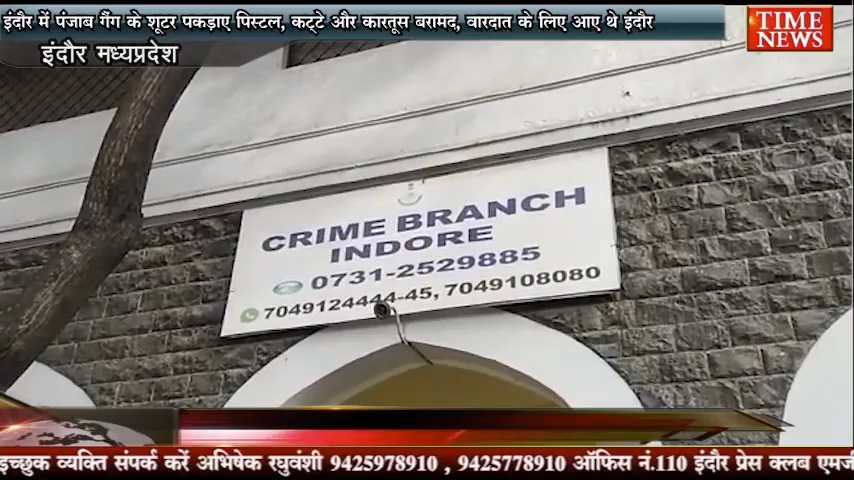 इंदौर में पंजाब गैंग के शूटर पकड़ाए पिस्टल, कट्टे और कारतूस बरामद, वारदात के लिए आए थे इंदौर
TIME
NEWS
इंदौर मध्यप्रदेश
CRIME BRANCH
INDORE
0731-2529885
7049124444-45, 7049108080
इच्छुक व्यक्ति संपर्क करें अभिषेक रघुवंशी 9425978910 , 9425778910 ऑफिस नं.110 इंदौर प्रेस क्लब एमजी